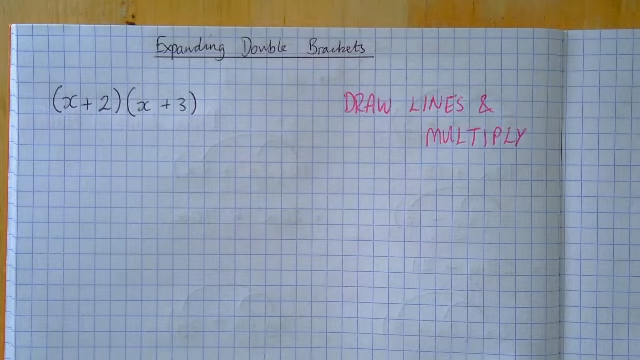 Expanding Double Brackets
(x + 2)(x + 3)
DRAW LINES &
MULTIPLY